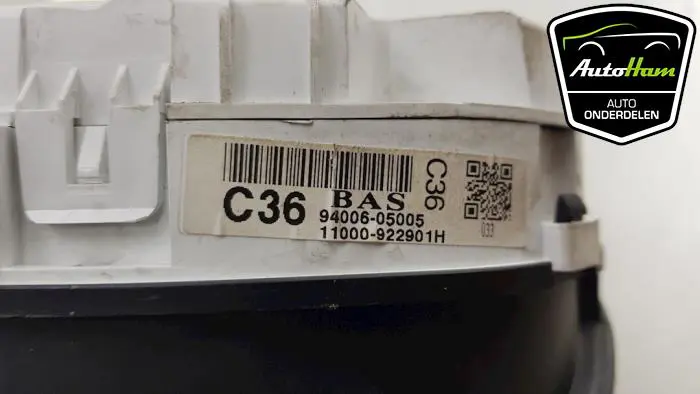 C36
BAS
94006-05005
11000-922901H
C36
033
AutoHam
AUTO
ONDERDELEN